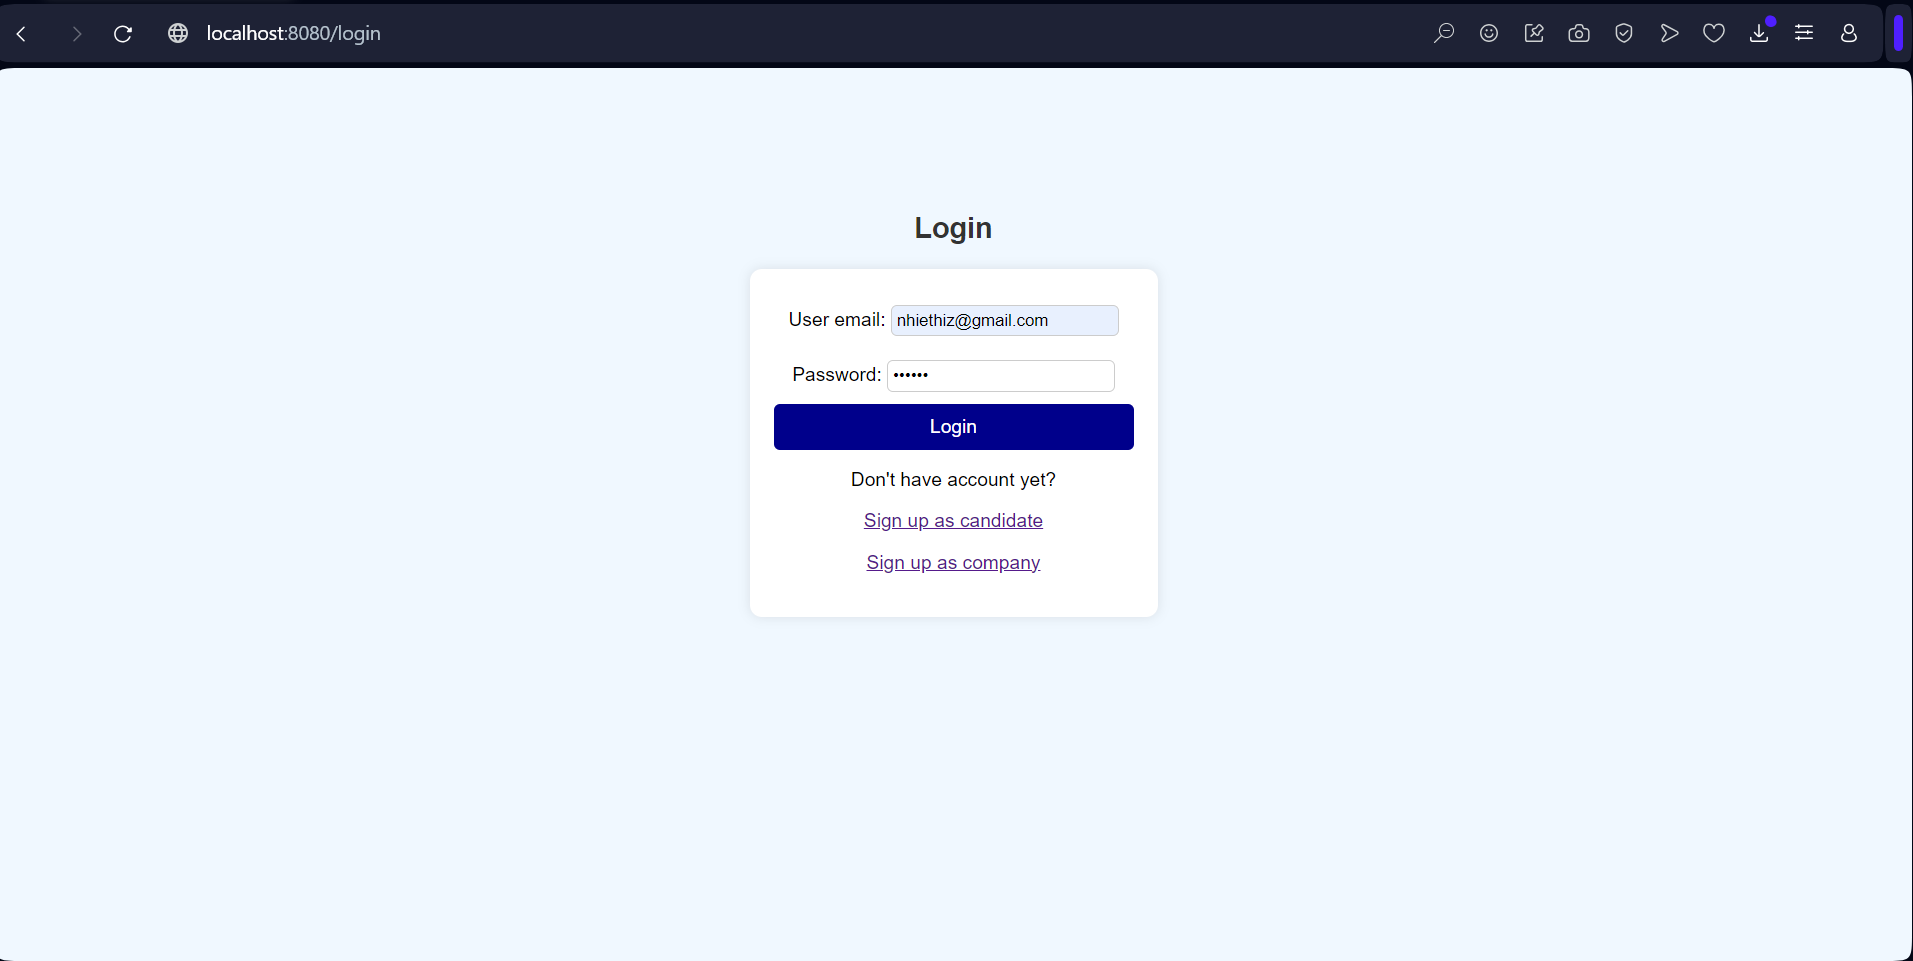 localhost:8080/login
Login
User email: nhiethiz@gmail.com
Password: ••••••
Login
Don't have account yet?
Sign up as candidate
Sign up as company